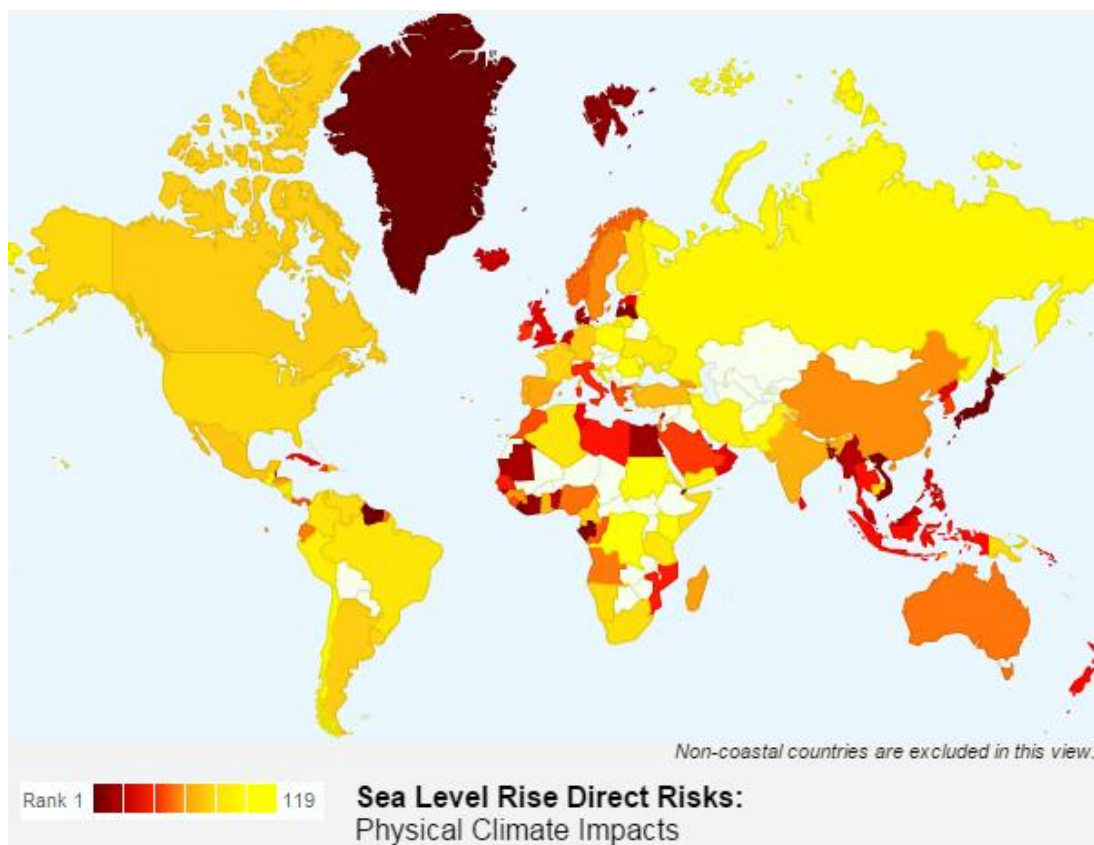 Non-coastal countries are excluded in this view.
Rank 1 119
Sea Level Rise Direct Risks:
Physical Climate Impacts